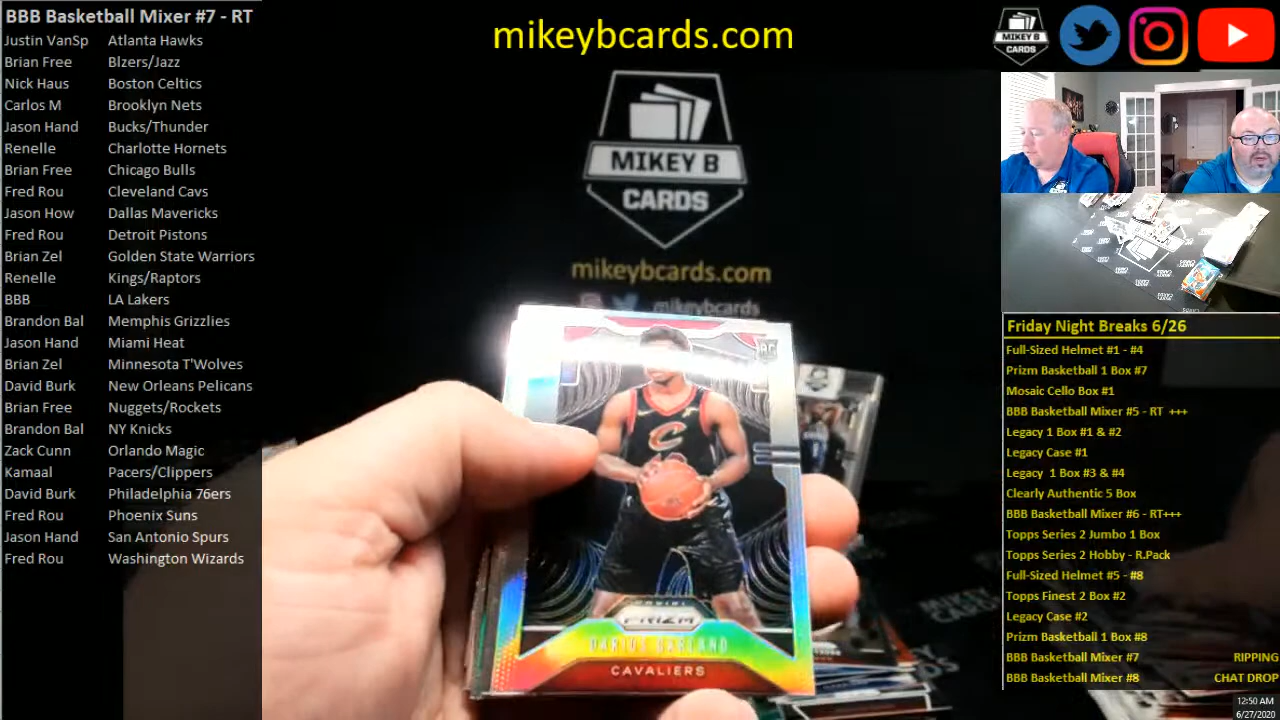 BBB Basketball Mixer #7 - RT
Justin VanSp Atlanta Hawks
Brian Free Blzers/Jazz
Nick Haus Boston Celtics
Carlos M Brooklyn Nets
Jason Hand Bucks/Thunder
Renelle Charlotte Hornets
Brian Free Chicago Bulls
Fred Rou Cleveland Cavs
Jason How Dallas Mavericks
Fred Rou Detroit Pistons
Brian Zel Golden State Warriors
Renelle Kings/Raptors
BBB LA Lakers
Brandon Bal Memphis Grizzlies
Jason Hand Miami Heat
Brian Zel Minnesota T'Wolves
David Burk New Orleans Pelicans
Brian Free Nuggets/Rockets
Brandon Bal NY Knicks
Zack Cunn Orlando Magic
Kamaal Pacers/Clippers
David Burk Philadelphia 76ers
Fred Rou Phoenix Suns
Jason Hand San Antonio Spurs
Fred Rou Washington Wizards
mikeybcards.com
MIKEY B
CARDS
mikeybcards.com
mikeybcards
RC
C
PANINI
PRIZM
DARIUS GARLAND
CAVALIERS
MIKEY B
CARDS
Friday Night Breaks 6/26
Full-Sized Helmet #1 - #4
Prizm Basketball 1 Box #7
Mosaic Cello Box #1
BBB Basketball Mixer #5 - RT +++
Legacy 1 Box #1 & #2
Legacy Case #1
Legacy 1 Box #3 & #4
Clearly Authentic 5 Box
BBB Basketball Mixer #6 - RT+++
Topps Series 2 Jumbo 1 Box
Topps Series 2 Hobby - R.Pack
Full-Sized Helmet #5 - #8
Topps Finest 2 Box #2
Legacy Case #2
Prizm Basketball 1 Box #8
BBB Basketball Mixer #7 RIPPING
BBB Basketball Mixer #8 CHAT DROP
12:50 AM
6/27/2020